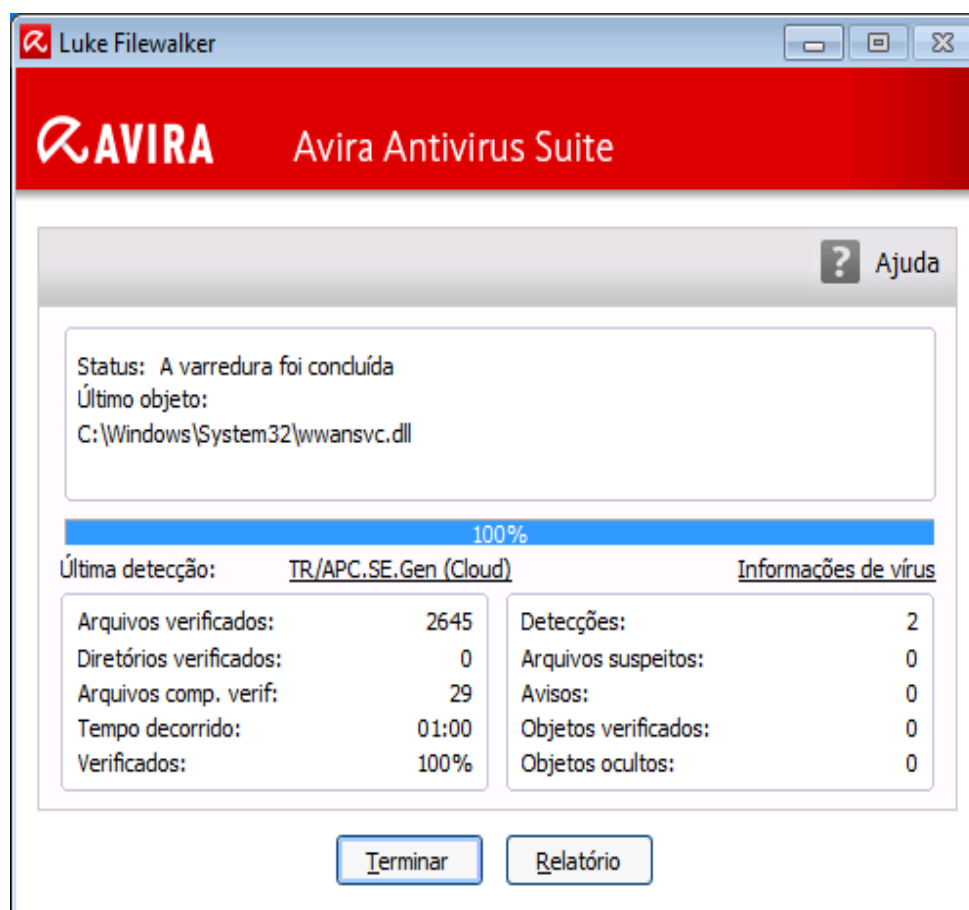 Luke Filewalker
AVIRA Avira Antivirus Suite
? Ajuda
Status: A varredura foi concluída
Último objeto:
C:\Windows\System32\wwansvc.dll
100%
Última detecção: TR/APC.SE.Gen (Cloud) Informações de vírus
Arquivos verificados: 2645
Diretórios verificados: 0
Arquivos comp. verif: 29
Tempo decorrido: 01:00
Verificados: 100%
Detecções: 2
Arquivos suspeitos: 0
Avisos: 0
Objetos verificados: 0
Objetos ocultos: 0
Terminar Relatório